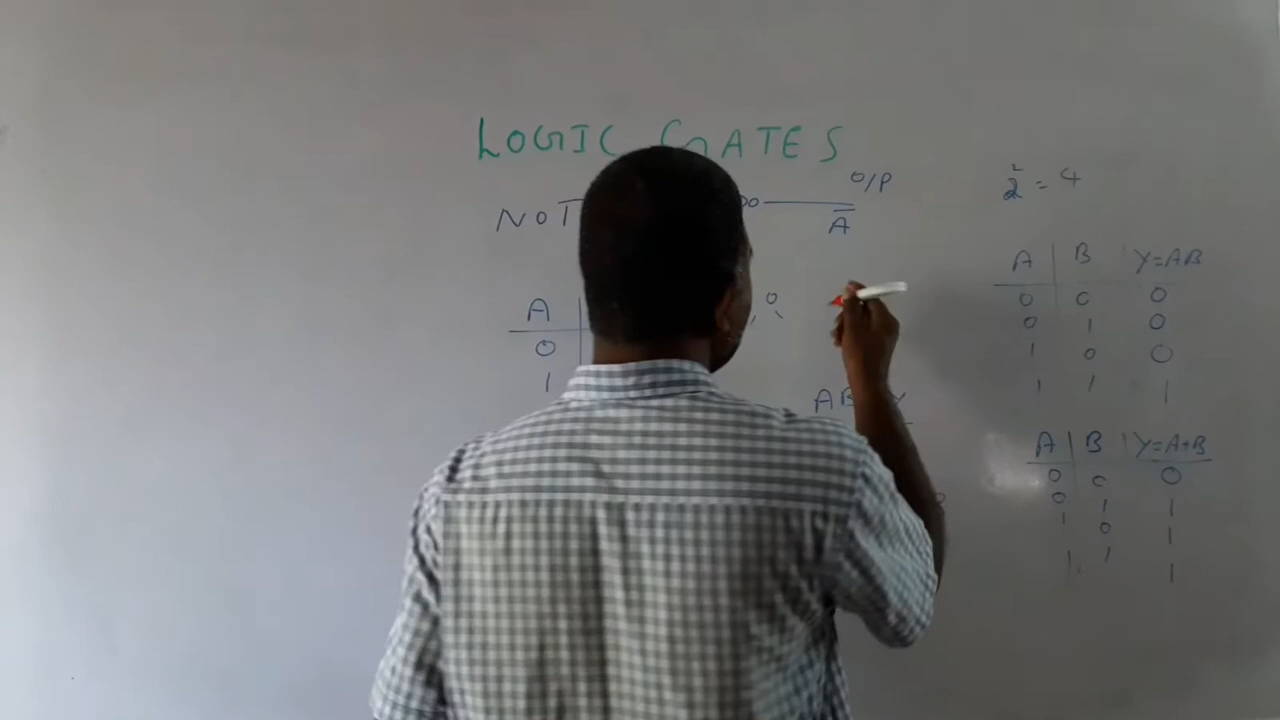 LOGIC GATES
O/P
NOT
A̅
2² = 4
A B Y=AB
0 0 0
0 1 0
1 0 0
1 1 1
A
0
1
0
A B Y=A+B
0 0 0
0 1 1
1 0 1
1 1 1